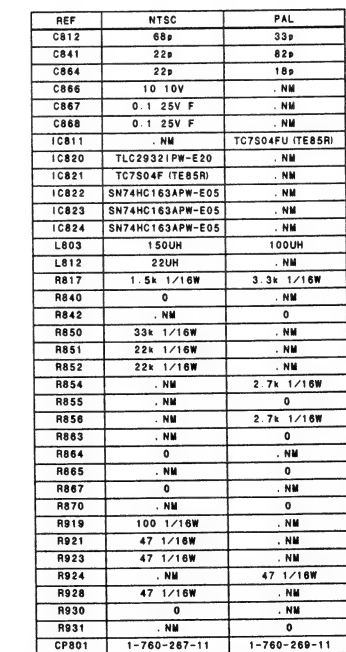 REF NTSC PAL
C812 68p 33p
C841 22p 82p
C864 22p 18p
C866 10 10V .NM
C867 0.1 25V F .NM
C868 0.1 25V F .NM
IC811 .NM TC7S04FU (TE85R)
IC820 TLC2932IPW-E20 .NM
IC821 TC7S04F (TE85R) .NM
IC822 SN74HC163APW-E05 .NM
IC823 SN74HC163APW-E05 .NM
IC824 SN74HC163APW-E05 .NM
L803 150UH 100UH
L812 22UH .NM
R817 1.5k 1/16W 3.3k 1/16W
R840 0 .NM
R842 .NM 0
R850 33k 1/16W .NM
R851 22k 1/16W .NM
R852 22k 1/16W .NM
R854 .NM 2.7k 1/16W
R855 .NM 0
R856 .NM 2.7k 1/16W
R863 .NM 0
R864 0 .NM
R865 .NM 0
R867 0 .NM
R870 .NM 0
R919 100 1/16W .NM
R921 47 1/16W .NM
R923 47 1/16W .NM
R924 .NM 47 1/16W
R928 47 1/16W .NM
R930 0 .NM
R931 .NM 0
CP801 1-760-267-11 1-760-269-11